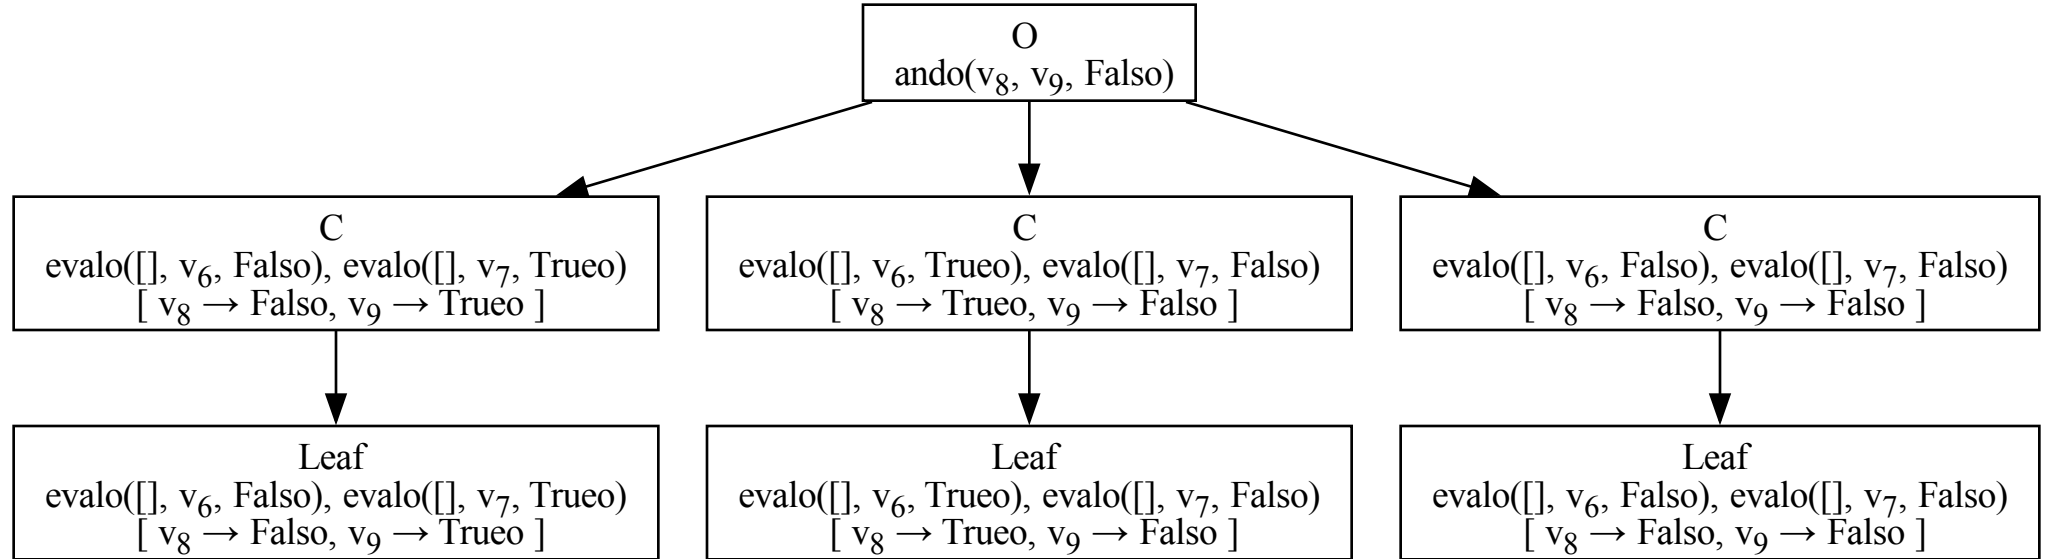 O
ando(v₈, v₉, Falso)
C
evalo([], v₆, Falso), evalo([], v₇, Trueo)
[ v₈ → Falso, v₉ → Trueo ]
C
evalo([], v₆, Trueo), evalo([], v₇, Falso)
[ v₈ → Trueo, v₉ → Falso ]
C
evalo([], v₆, Falso), evalo([], v₇, Falso)
[ v₈ → Falso, v₉ → Falso ]
Leaf
evalo([], v₆, Falso), evalo([], v₇, Trueo)
[ v₈ → Falso, v₉ → Trueo ]
Leaf
evalo([], v₆, Trueo), evalo([], v₇, Falso)
[ v₈ → Trueo, v₉ → Falso ]
Leaf
evalo([], v₆, Falso), evalo([], v₇, Falso)
[ v₈ → Falso, v₉ → Falso ]